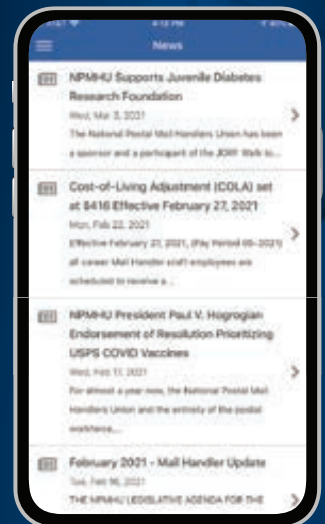 AT&T
4:13 PM
News
NPMHU Supports Juvenile Diabetes
Research Foundation
Wed, Mar 3, 2021
The National Postal Mail Handlers Union has been
a sponsor and a participant of the JDRF Walk to...
Cost-of-Living Adjustment (COLA) set
at $416 Effective February 27, 2021
Mon, Feb 22, 2021
Effective February 27, 2021, (Pay Period 05-2021)
all career Mail Handler craft employees are
scheduled to receive a...
NPMHU President Paul V. Hogrogian
Endorsement of Resolution Prioritizing
USPS COVID Vaccines
Wed, Feb 17, 2021
For almost a year now, the National Postal Mail
Handlers Union and the entirety of the postal
workforce...
February 2021 - Mail Handler Update
Tue, Feb 16, 2021
THE NPMHU LEGISLATIVE AGENDA FOR THE